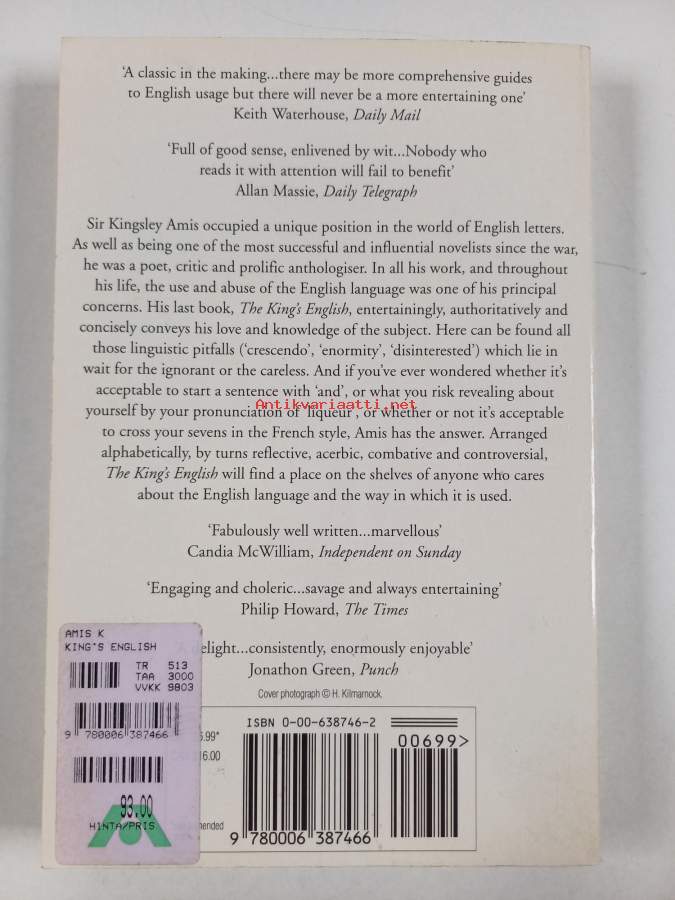 ‘A classic in the making...there may be more comprehensive guides
to English usage but there will never be a more entertaining one’
Keith Waterhouse, Daily Mail
‘Full of good sense, enlivened by wit...Nobody who
reads it with attention will fail to benefit’
Allan Massie, Daily Telegraph
Sir Kingsley Amis occupied a unique position in the world of English letters.
As well as being one of the most successful and influential novelists since the war,
he was a poet, critic and prolific anthologiser. In all his work, and throughout
his life, the use and abuse of the English language was one of his principal
concerns. His last book, The King's English, entertainingly, authoritatively and
concisely conveys his love and knowledge of the subject. Here can be found all
those linguistic pitfalls (‘crescendo’, ‘enormity’, ‘disinterested’) which lie in
wait for the ignorant or the careless. And if you’ve ever wondered whether it’s
acceptable to start a sentence with ‘and’, or what you risk revealing about
Antikvariaatti.net
yourself by your pronunciation of ‘liqueur’, or whether or not it’s acceptable
to cross your sevens in the French style, Amis has the answer. Arranged
alphabetically, by turns reflective, acerbic, combative and controversial,
The King's English will find a place on the shelves of anyone who cares
about the English language and the way in which it is used.
‘Fabulously well written...marvellous’
Candia McWilliam, Independent on Sunday
‘Engaging and choleric...savage and always entertaining’
Philip Howard, The Times
delight...consistently, enormously enjoyable’
Jonathon Green, Punch
Cover photograph © H. Kilmarnock.
AMIS K
KING'S ENGLISH
TR 513
TAA 3000
VVKK 9803
9 780006 387466
93.00
HINTA/PRIS
6.99*
16.00
ISBN 0-00-638746-2
00699>
9 780006 387466